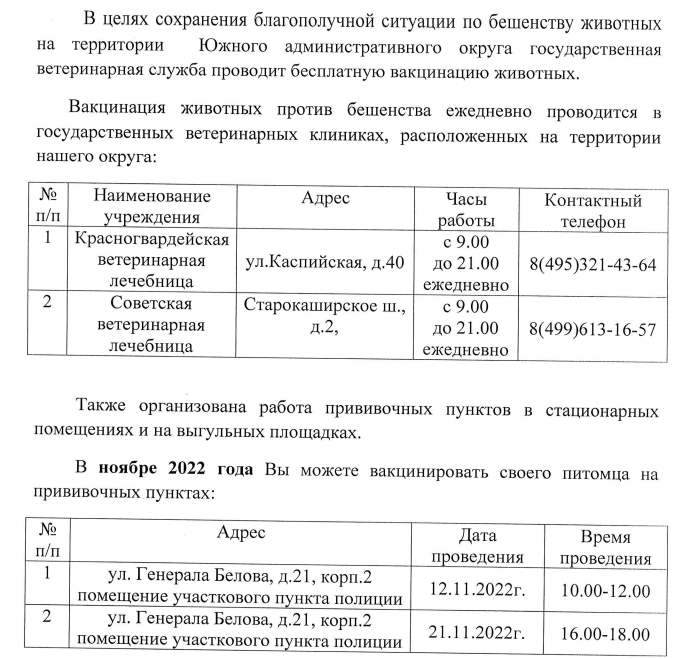 В целях сохранения благополучной ситуации по бешенству животных
на территории Южного административного округа государственная
ветеринарная служба проводит бесплатную вакцинацию животных.
Вакцинация животных против бешенства ежедневно проводится в
государственных ветеринарных клиниках, расположенных на территории
нашего округа:
№ п/п
Наименование учреждения
Адрес
Часы работы
Контактный телефон
1
Красногвардейская
ветеринарная
лечебница
ул.Каспийская, д.40
с 9.00
до 21.00
ежедневно
8(495)321-43-64
2
Советская
ветеринарная
лечебница
Старокаширское ш.,
д.2,
с 9.00
до 21.00
ежедневно
8(499)613-16-57
Также организована работа прививочных пунктов в стационарных
помещениях и на выгульных площадках.
В ноябре 2022 года Вы можете вакцинировать своего питомца на
прививочных пунктах:
№
п/п
Адрес
Дата
проведения
Время
проведения
1
ул. Генерала Белова, д.21, корп.2
помещение участкового пункта полиции
12.11.2022г.
10.00-12.00
2
ул. Генерала Белова, д.21, корп.2
помещение участкового пункта полиции
21.11.2022г.
16.00-18.00